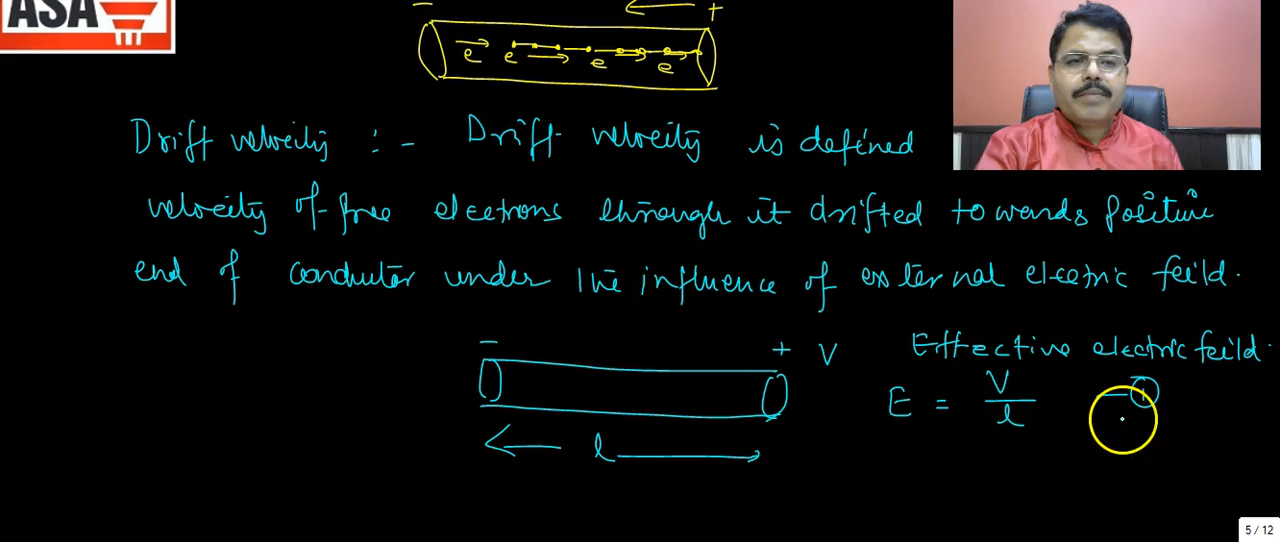 ASA
- +
e e e e
Drift velocity :- Drift velocity is defined
velocity of free electrons through it drifted towards positive
end of conductor under the influence of external electric feild.
- + V Effective electric feild.
E = V / l — ①
l
5 / 12